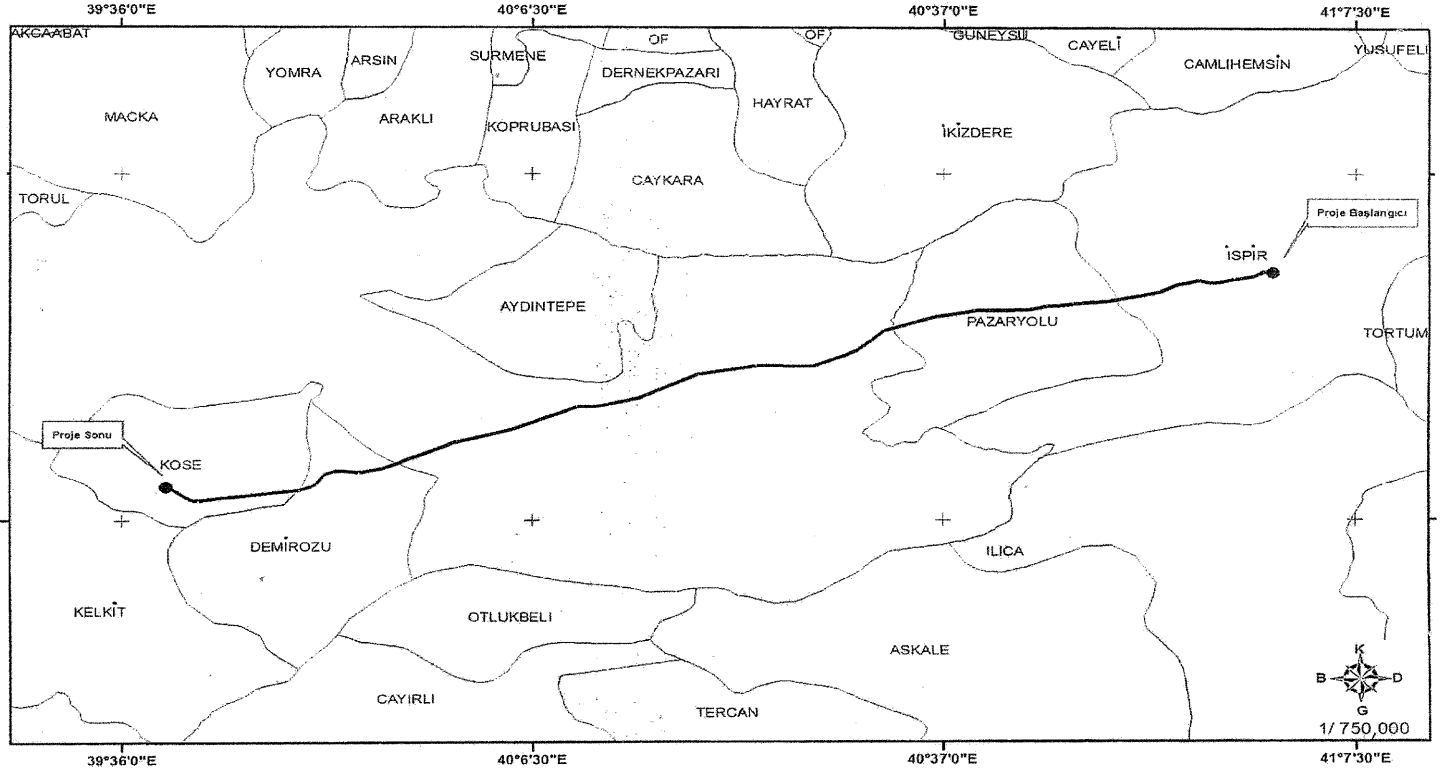 39°36'0"E 40°6'30"E 40°37'0"E 41°7'30"E
AKCAABAT
YOMRA
ARSIN
SURMENE
OF
OF
GUNEYSU
CAYELİ
YUSUFELİ
CAMLIHEMSİN
DERNEKPAZARI
HAYRAT
MACKA
ARAKLI
KOPRUBASI
İKİZDERE
CAYKARA
TORUL
Proje Başlangıcı
İSPİR
AYDINTEPE
PAZARYOLU
TORTUM
Proje Sonu
KOSE
DEMİROZU
ILICA
KELKİT
OTLUKBELI
ASKALE
CAYIRLI
TERCAN
K
B D
G
1/ 750,000
39°36'0"E 40°6'30"E 40°37'0"E 41°7'30"E